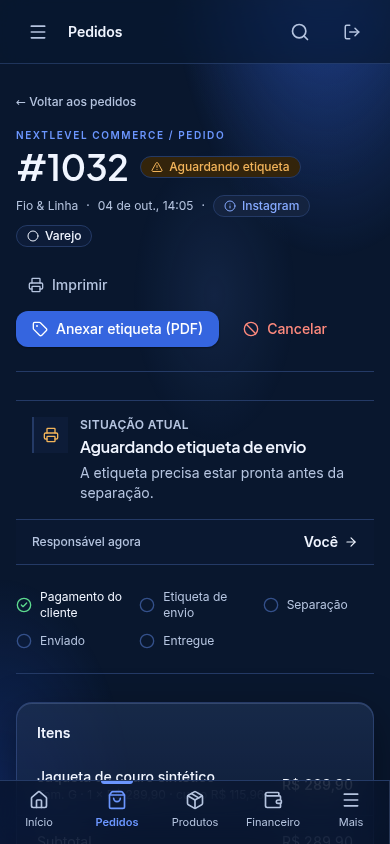 Pedidos
← Voltar aos pedidos
NEXTLEVEL COMMERCE / PEDIDO
#1032 Aguardando etiqueta
Fio & Linha · 04 de out., 14:05 · Instagram
Varejo
Imprimir
Anexar etiqueta (PDF) Cancelar
SITUAÇÃO ATUAL
Aguardando etiqueta de envio
A etiqueta precisa estar pronta antes da
separação.
Responsável agora Você →
Pagamento do
cliente
Etiqueta de
envio
Separação
Enviado Entregue
Itens
Jaqueta de couro sintético R$ 289,90
Subtotal R$ 289,90
Início Pedidos Produtos Financeiro Mais